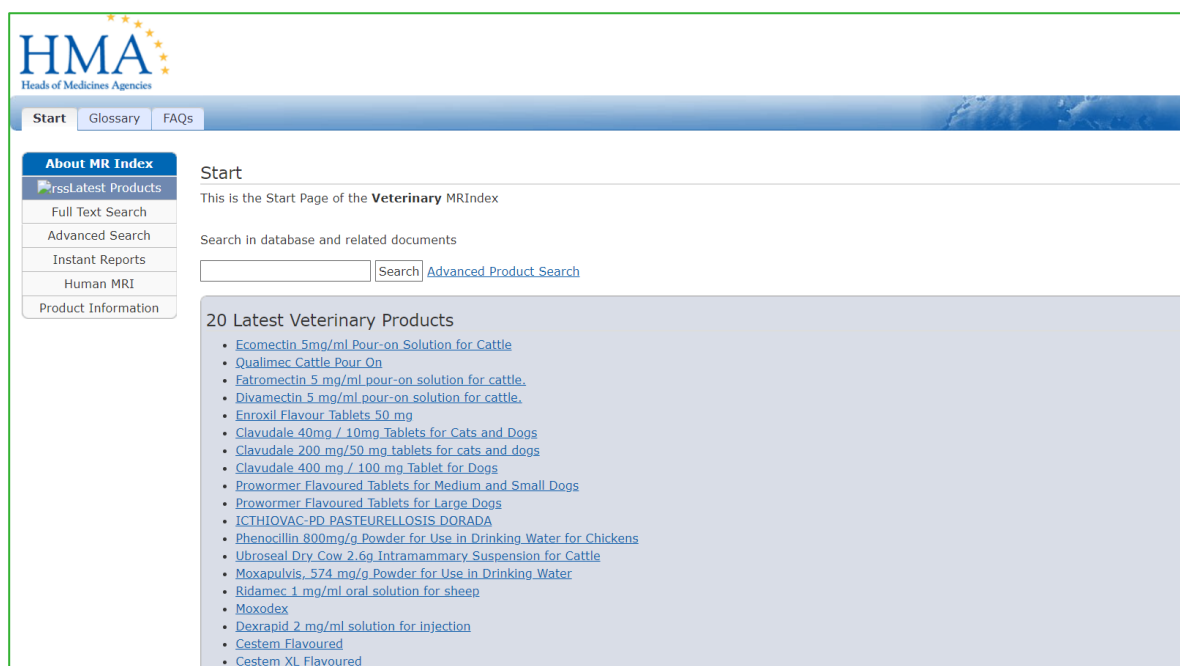 HMA
Heads of Medicines Agencies
Start Glossary FAQs
About MR Index
rssLatest Products
Full Text Search
Advanced Search
Instant Reports
Human MRI
Product Information
Start
This is the Start Page of the Veterinary MRIndex
Search in database and related documents
Search Advanced Product Search
20 Latest Veterinary Products
Ecomectin 5mg/ml Pour-on Solution for Cattle
Qualimec Cattle Pour On
Fatromectin 5 mg/ml pour-on solution for cattle.
Divamectin 5 mg/ml pour-on solution for cattle.
Enroxil Flavour Tablets 50 mg
Clavudale 40mg / 10mg Tablets for Cats and Dogs
Clavudale 200 mg/50 mg tablets for cats and dogs
Clavudale 400 mg / 100 mg Tablet for Dogs
Prowormer Flavoured Tablets for Medium and Small Dogs
Prowormer Flavoured Tablets for Large Dogs
ICTHIOVAC-PD PASTEURELLOSIS DORADA
Phenocillin 800mg/g Powder for Use in Drinking Water for Chickens
Ubroseal Dry Cow 2.6g Intramammary Suspension for Cattle
Moxapulvis, 574 mg/g Powder for Use in Drinking Water
Ridamec 1 mg/ml oral solution for sheep
Moxodex
Dexrapid 2 mg/ml solution for injection
Cestem Flavoured
Cestem XL Flavoured